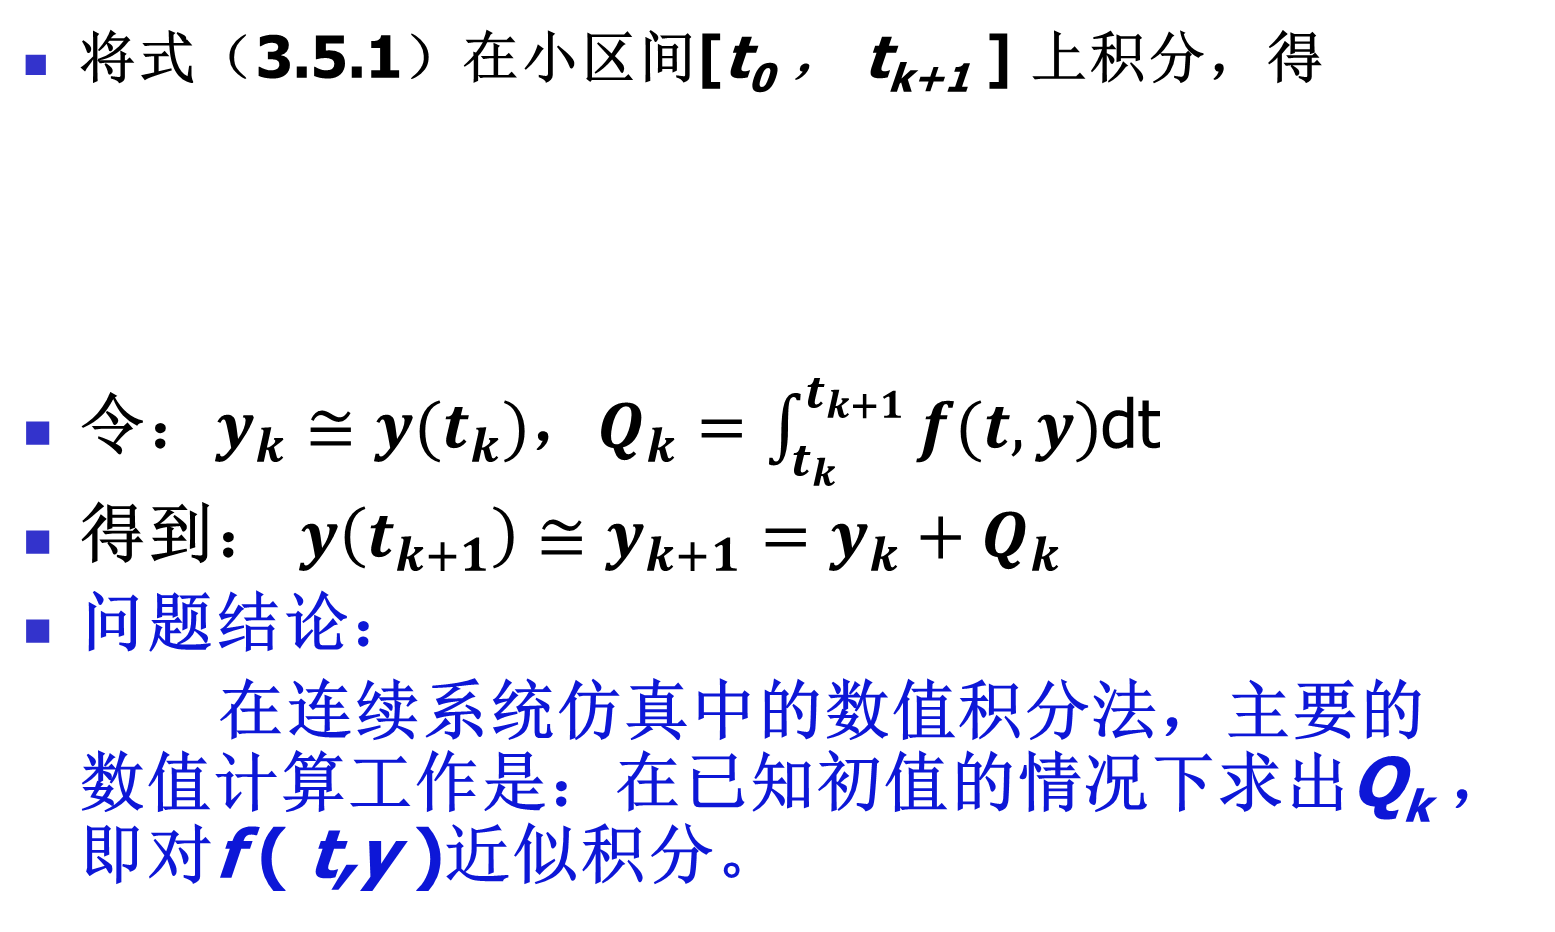 将式（3.5.1）在小区间[t₀ ， tₖ₊₁ ] 上积分，得
令：yₖ ≅ y(tₖ)，Qₖ = ∫_{tₖ}^{tₖ₊₁} f(t,y)dt
得到： y(tₖ₊₁) ≅ yₖ₊₁ = yₖ + Qₖ
问题结论：
在连续系统仿真中的数值积分法，主要的
数值计算工作是：在已知初值的情况下求出Qₖ ，
即对f ( t,y )近似积分。